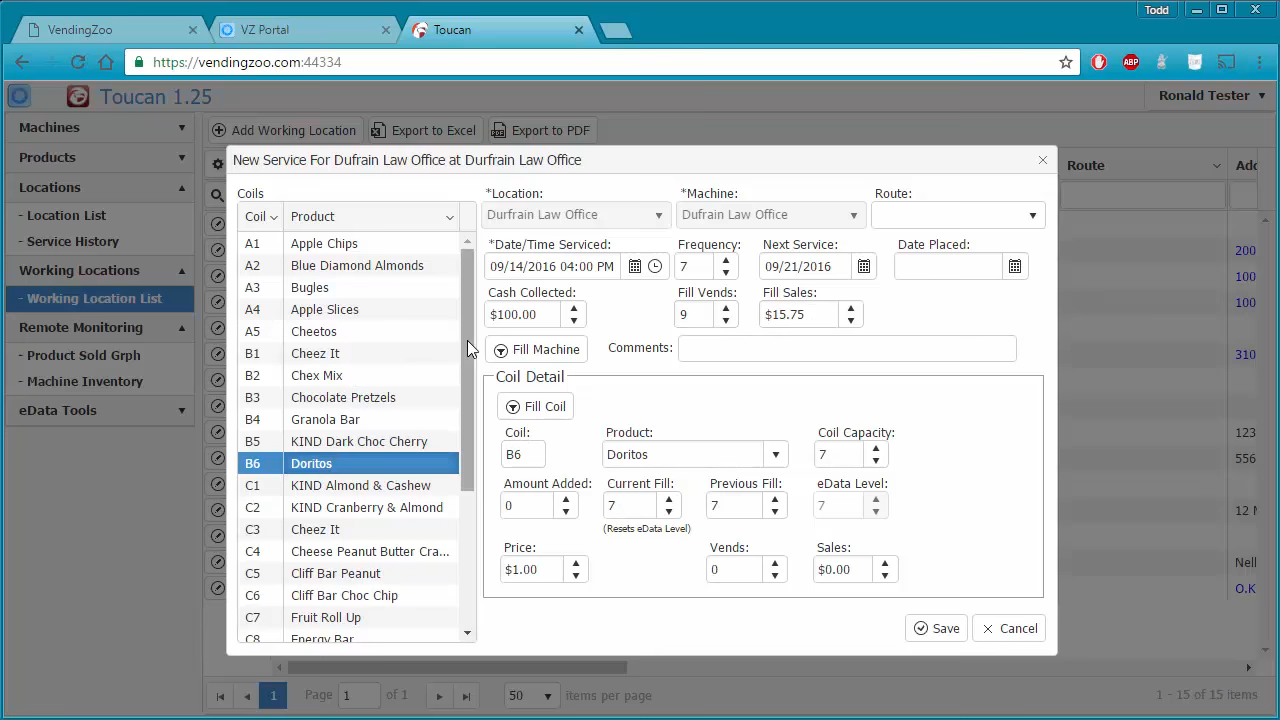 Todd
VendingZoo
VZ Portal
Toucan
https://vendingzoo.com:44334
ABP
Toucan 1.25
Ronald Tester
Machines
Products
Locations
- Location List
- Service History
Working Locations
- Working Location List
Remote Monitoring
- Product Sold Grph
- Machine Inventory
eData Tools
Add Working Location
Export to Excel
Export to PDF
Route
Add
200
100
100
310
123
556
12 M
Nell
O.K
New Service For Dufrain Law Office at Durfrain Law Office
Coils
Coil Product
A1 Apple Chips
A2 Blue Diamond Almonds
A3 Bugles
A4 Apple Slices
A5 Cheetos
B1 Cheez It
B2 Chex Mix
B3 Chocolate Pretzels
B4 Granola Bar
B5 KIND Dark Choc Cherry
B6 Doritos
C1 KIND Almond & Cashew
C2 KIND Cranberry & Almond
C3 Cheez It
C4 Cheese Peanut Butter Cra...
C5 Cliff Bar Peanut
C6 Cliff Bar Choc Chip
C7 Fruit Roll Up
C8 Energy Bar
*Location: *Machine: Route:
Durfrain Law Office Dufrain Law Office
*Date/Time Serviced: Frequency: Next Service: Date Placed:
09/14/2016 04:00 PM 7 09/21/2016
Cash Collected: Fill Vends: Fill Sales:
$100.00 9 $15.75
Fill Machine Comments:
Coil Detail
Fill Coil
Coil: Product: Coil Capacity:
B6 Doritos 7
Amount Added: Current Fill: Previous Fill: eData Level:
0 7 7 7
(Resets eData Level)
Price: Vends: Sales:
$1.00 0 $0.00
Save Cancel
1 Page 1 of 1 50 items per page 1 - 15 of 15 items